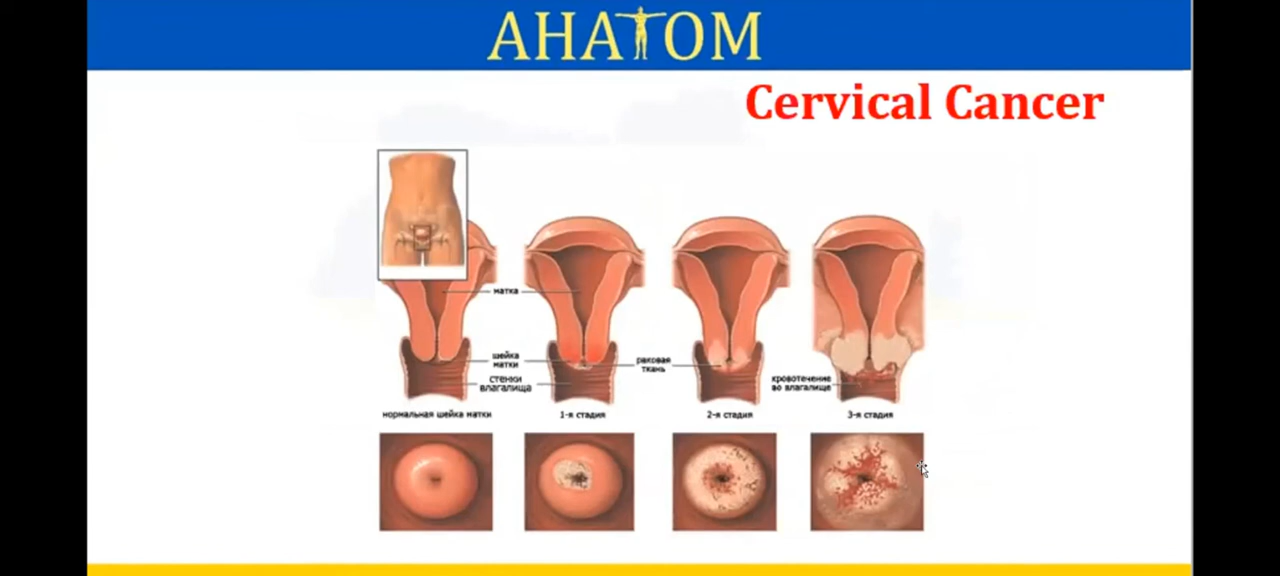 АНАТОМ
Cervical Cancer
матка
шейка
матки
стенки
влагалища
раковая
ткань
кровотечение
во влагалище
нормальная шейка матки
1-я стадия
2-я стадия
3-я стадия